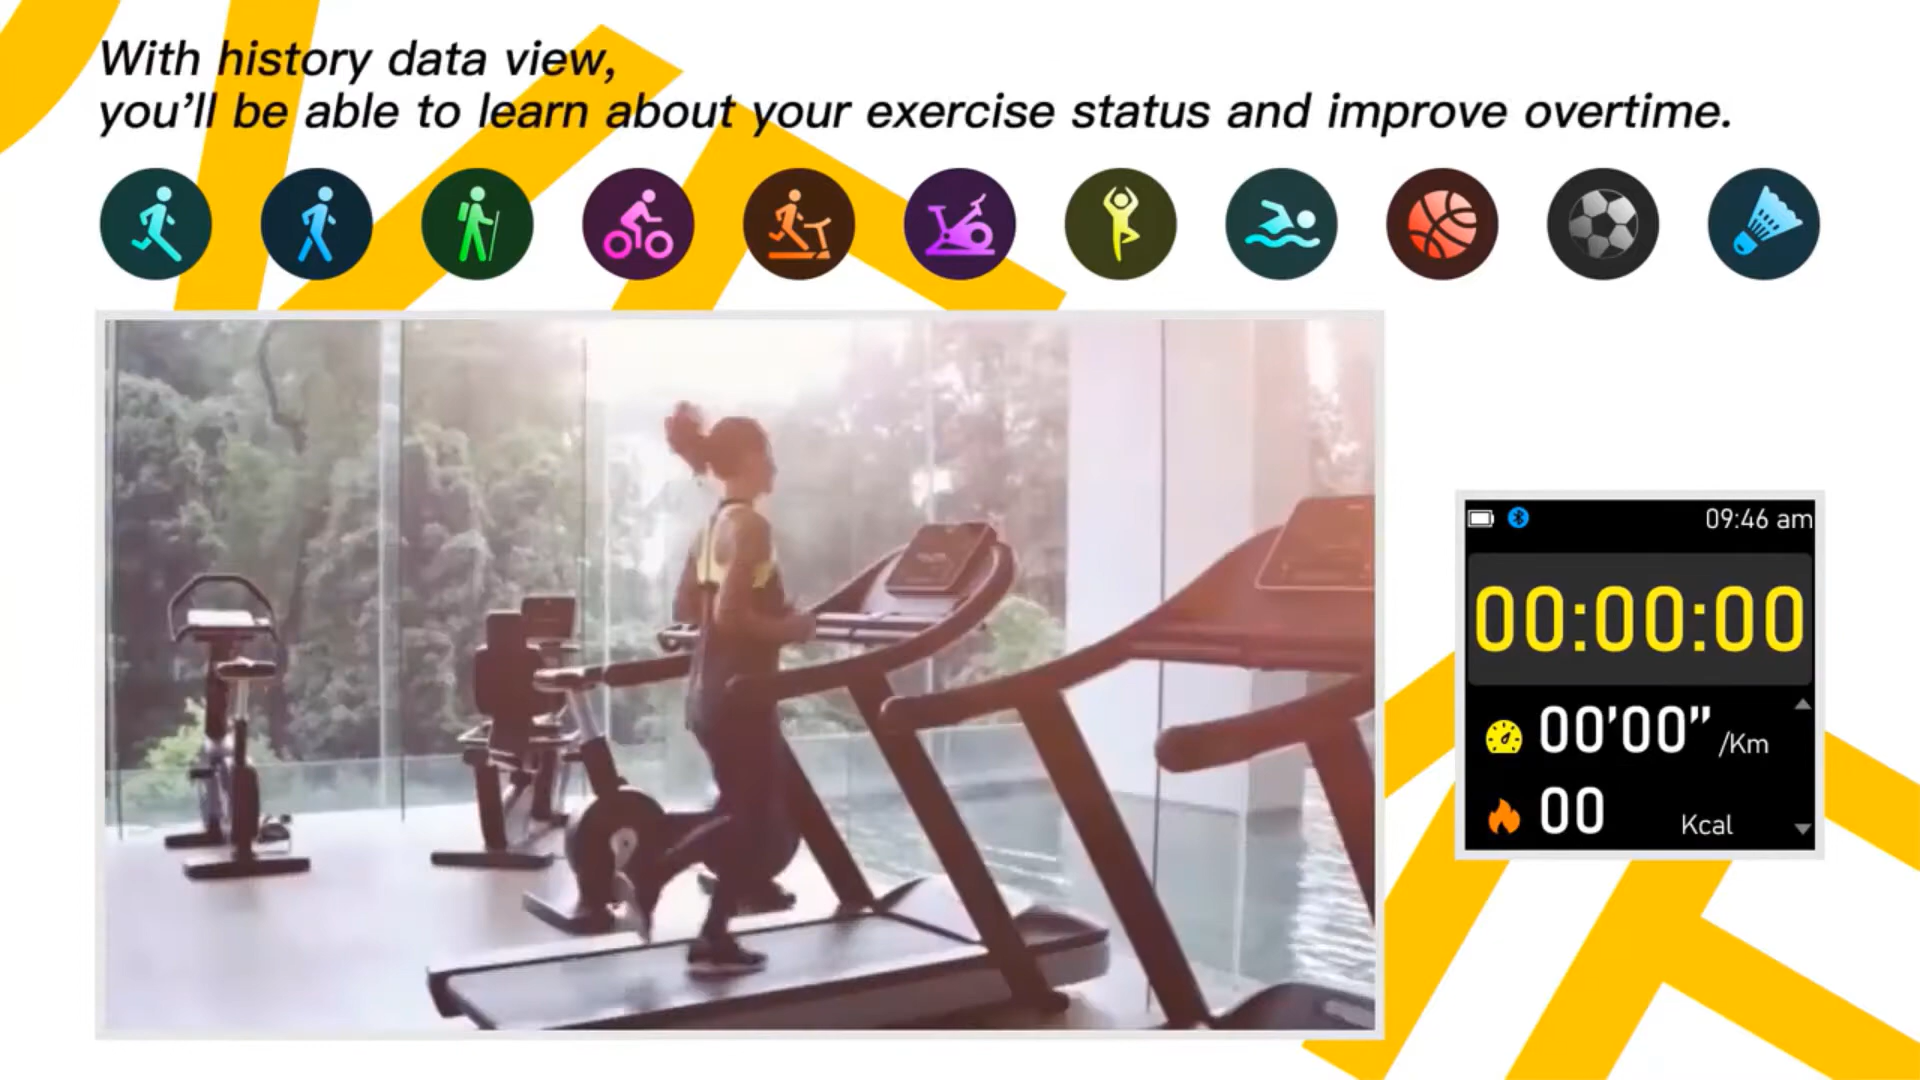 With history data view,
you’ll be able to learn about your exercise status and improve overtime.
09:46 am
00:00:00
00’00” /Km
00 Kcal